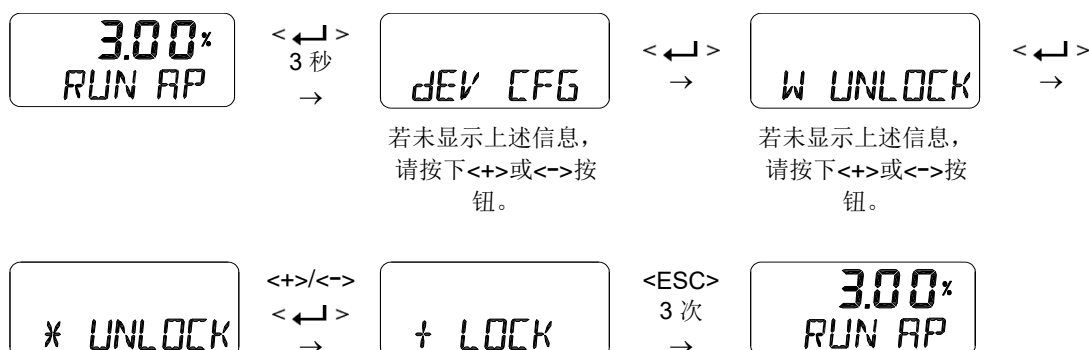 3.00%
RUN AP
< ↵ >
3 秒
→
dEV CFG
若未显示上述信息，
请按下<+>或<->按
钮。
< ↵ >
→
W UNLOCK
若未显示上述信息，
请按下<+>或<->按
钮。
< ↵ >
→
* UNLOCK
<+>/<->
< ↵ >
→
+ LOCK
<ESC>
3 次
→
3.00%
RUN AP